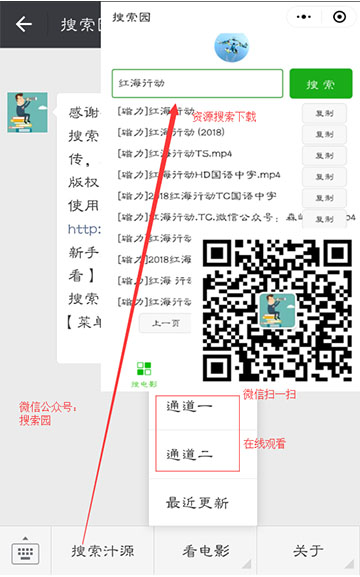 搜索园
搜索
红海行动
搜 索
资源搜索下载
[磁力]红海行动
复制
[磁力]红海行动 (2018)
复制
[磁力]红海行动TS.mp4
复制
[磁力]红海行动HD国语中字.mp4
复制
[磁力]2018红海行动TC国语中字
复制
[磁力]红海行动.TC.微信公众号：
复制
[磁力]红海行动
[磁力]2018红海
[磁力]红海 行动
[磁力]红海行动
上一页
搜电影
感谢
搜索
传，
版权
使用
http:
新手
看】
搜索
【菜单
微信扫一扫
微信公众号：
搜索园
通道一
通道二
在线观看
最近更新
搜索汁源
看电影
关于